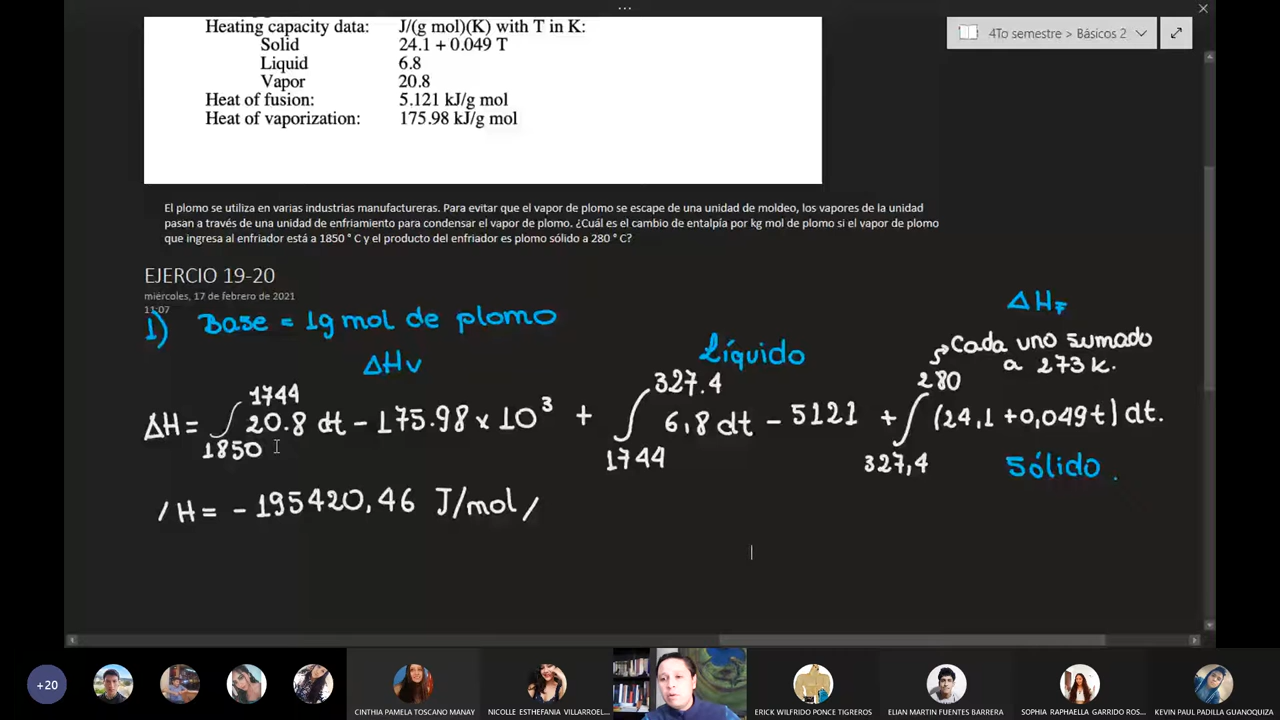 4To semestre > Básicos 2
Heating capacity data: J/(g mol)(K) with T in K:
Solid 24.1 + 0.049 T
Liquid 6.8
Vapor 20.8
Heat of fusion: 5.121 kJ/g mol
Heat of vaporization: 175.98 kJ/g mol
El plomo se utiliza en varias industrias manufactureras. Para evitar que el vapor de plomo se escape de una unidad de moldeo, los vapores de la unidad
pasan a través de una unidad de enfriamiento para condensar el vapor de plomo. ¿Cuál es el cambio de entalpía por kg mol de plomo si el vapor de plomo
que ingresa al enfriador está a 1850 ° C y el producto del enfriador es plomo sólido a 280 ° C?
EJERCIO 19-20
miércoles, 17 de febrero de 2021
11:07
1) Base = 1g mol de plomo
ΔHF
Cada uno sumado
a 273 k.
ΔHv
Líquido
ΔH = ∫ 1744 1850 20.8 dt - 175.98 x 10³ + ∫ 327.4 1744 6,8 dt - 5121 + ∫ 280 327,4 (24,1 + 0,049t) dt.
Sólido.
/H = - 195420,46 J/mol/
+20
CINTHIA PAMELA TOSCANO MANAY
NICOLLE ESTHEFANIA VILLARROEL...
ERICK WILFRIDO PONCE TIGREROS
ELIAN MARTIN FUENTES BARRERA
SOPHIA RAPHAELLA GARRIDO ROS...
KEVIN PAUL PADILLA GUANOQUIZA